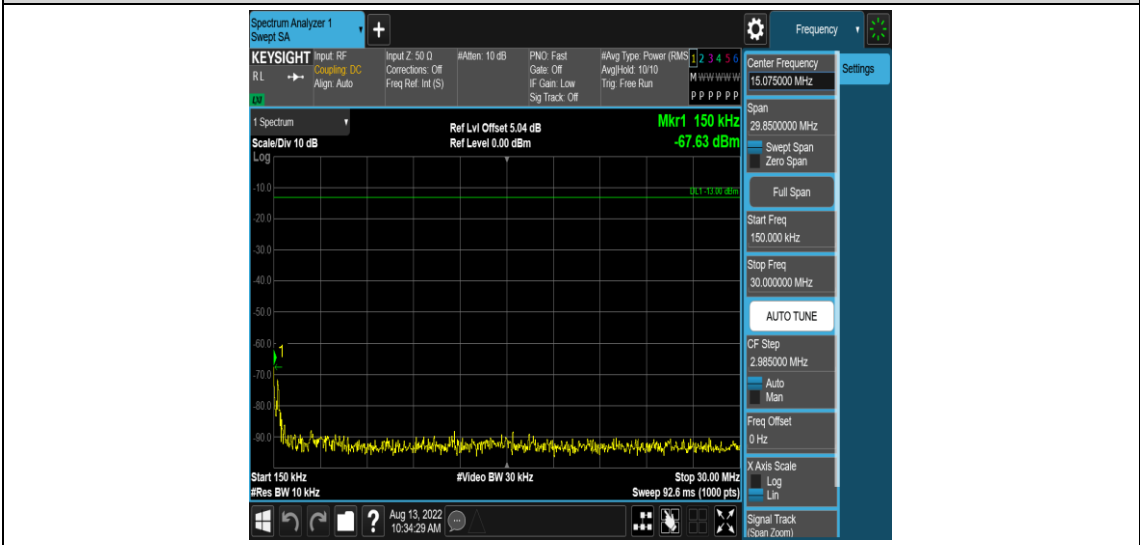 Spectrum Analyzer 1
Swept SA
+
Frequency
KEYSIGHT
Input: RF
Coupling: DC
Align: Auto
Input Z: 50 Ω
Corrections: Off
Freq Ref: Int (S)
#Atten: 10 dB
PNO: Fast
Gate: Off
IF Gain: Low
Sig Track: Off
#Avg Type: Power (RMS
Avg|Hold: 10/10
Trig: Free Run
1 2 3 4 5 6
M W W W W W
P P P P P P
R L
LXI
Center Frequency
15.075000 MHz
Settings
1 Spectrum
Scale/Div 10 dB
Log
Ref Lvl Offset 5.04 dB
Ref Level 0.00 dBm
Mkr1 150 kHz
-67.63 dBm
DL1 -13.00 dBm
-10.0
-20.0
-30.0
-40.0
-50.0
-60.0
-70.0
-80.0
-90.0
1
Start 150 kHz
#Video BW 30 kHz
Stop 30.00 MHz
#Res BW 10 kHz
Sweep 92.6 ms (1000 pts)
Span
29.8500000 MHz
Swept Span
Zero Span
Full Span
Start Freq
150.000 kHz
Stop Freq
30.000000 MHz
AUTO TUNE
CF Step
2.985000 MHz
Auto
Man
Freq Offset
0 Hz
X Axis Scale
Log
Lin
Signal Track
(Span Zoom)
?
Aug 13, 2022
10:34:29 AM